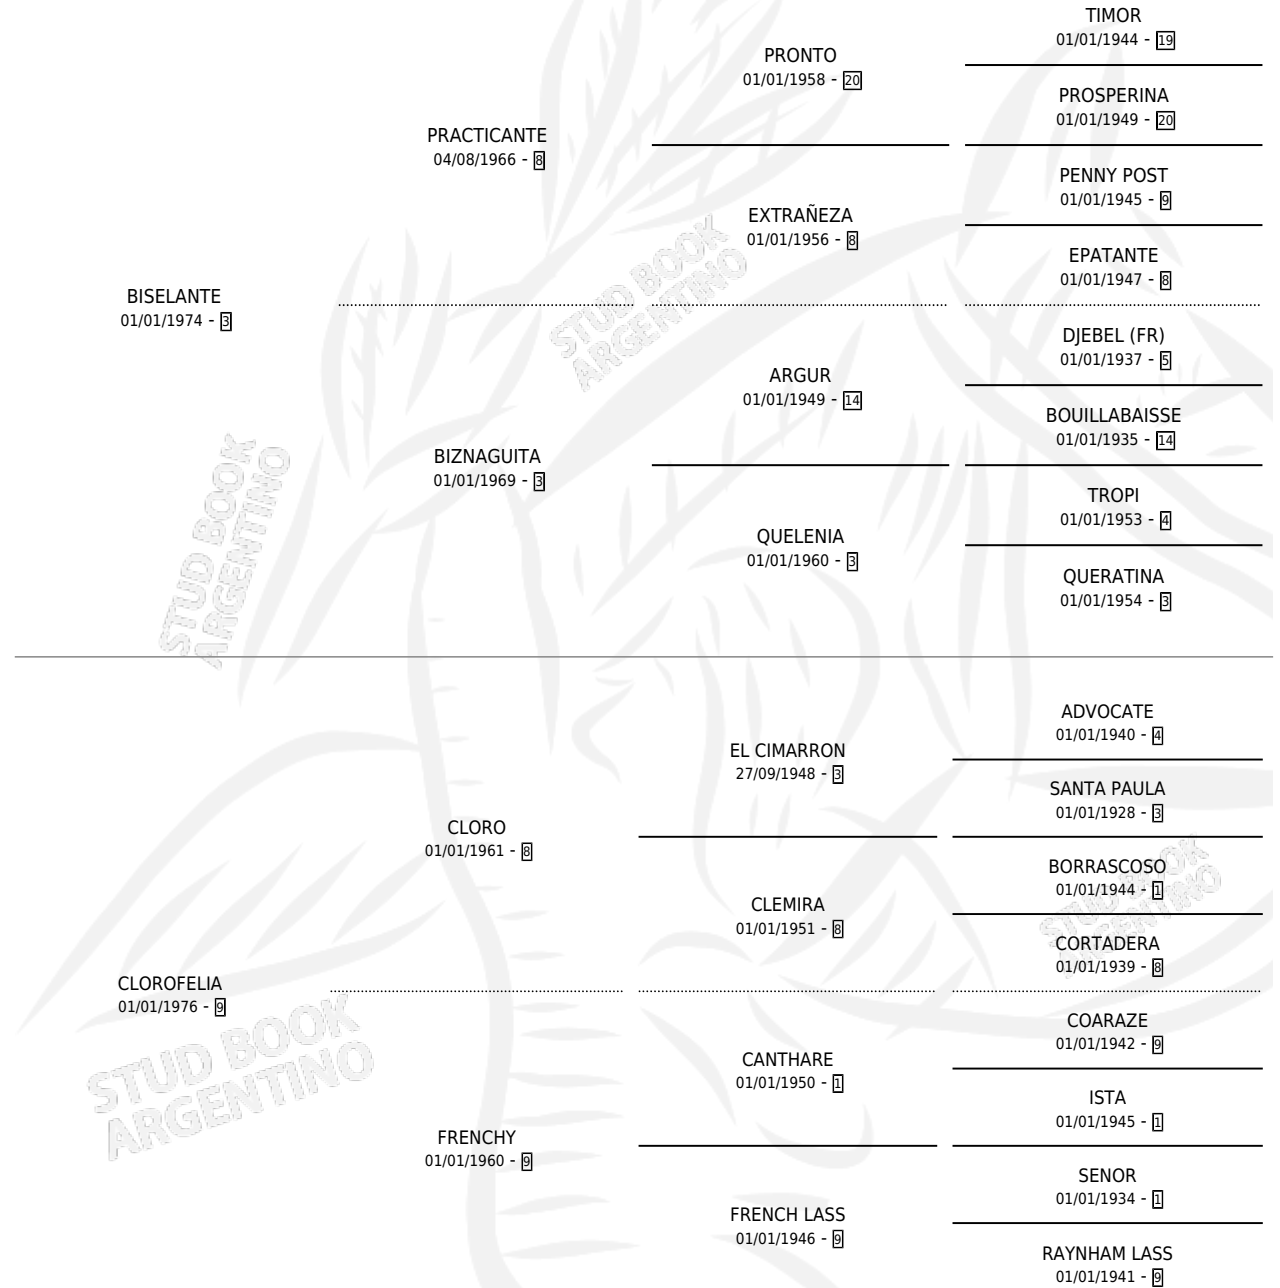 TIMOR
01/01/1944 - 19
PRONTO
01/01/1958 - 20
PROSPERINA
01/01/1949 - 20
PRACTICANTE
04/08/1966 - 8
PENNY POST
01/01/1945 - 9
EXTRAÑEZA
01/01/1956 - 8
EPATANTE
01/01/1947 - 8
BISELANTE
01/01/1974 - 3
DJEBEL (FR)
01/01/1937 - 5
ARGUR
01/01/1949 - 14
BOUILLABAISSE
01/01/1935 - 14
BIZNAGUITA
01/01/1969 - 3
TROPI
01/01/1953 - 4
QUELENIA
01/01/1960 - 3
QUERATINA
01/01/1954 - 3
ADVOCATE
01/01/1940 - 4
EL CIMARRON
27/09/1948 - 3
SANTA PAULA
01/01/1928 - 3
CLORO
01/01/1961 - 8
BORRASCOSO
01/01/1944 - 1
CLEMIRA
01/01/1951 - 8
CORTADERA
01/01/1939 - 8
CLOROFELIA
01/01/1976 - 9
COARAZE
01/01/1942 - 9
CANTHARE
01/01/1950 - 1
ISTA
01/01/1945 - 1
FRENCHY
01/01/1960 - 9
SENOR
01/01/1934 - 1
FRENCH LASS
01/01/1946 - 9
RAYNHAM LASS
01/01/1941 - 9
STUD BOOK
ARGENTINO
STUD BOOK
ARGENTINO
STUD BOOK
ARGENTINO
STUD BOOK
ARGENTINO